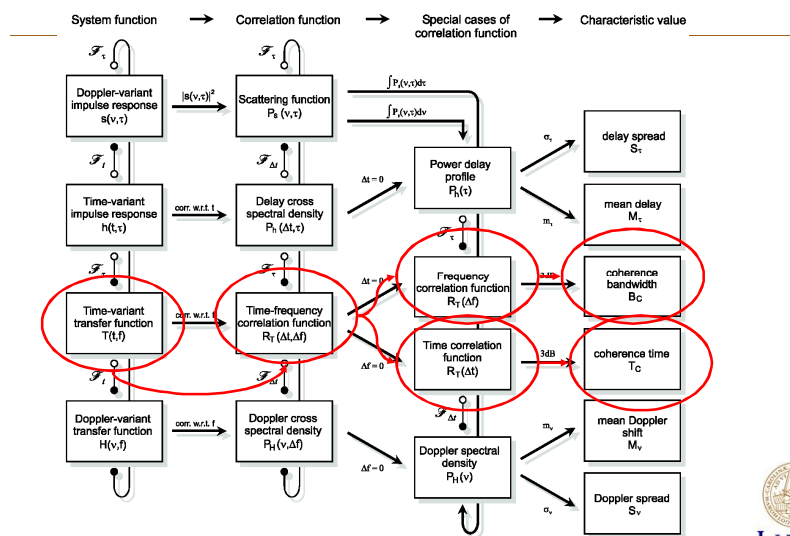 System function
Correlation function
Special cases of
correlation function
Characteristic value
ℱτ
ℱτ
Doppler-variant
impulse response
s(ν,τ)
|s(ν,τ)|²
Scattering function
Ps (ν,τ)
∫Ps(ν,τ)dτ
∫Ps(ν,τ)dν
στ
delay spread
Sτ
ℱt
ℱΔt
Power delay
profile
Ph(τ)
Δt = 0
Time-variant
impulse response
h(t,τ)
corr. w.r.t. t
Delay cross
spectral density
Ph (Δt,τ)
mτ
mean delay
Mτ
ℱτ
ℱτ
ℱτ
Δt = 0
Time-variant
transfer function
T(t,f)
corr. w.r.t. f
Time-frequency
correlation function
RT (Δt,Δf)
Frequency
correlation function
RT (Δf)
3dB
coherence
bandwidth
BC
Δf = 0
Time correlation
function
RT (Δt)
3dB
coherence time
TC
ℱt
ℱΔt
ℱΔt
Doppler-variant
transfer function
H(ν,f)
corr. w.r.t. f
Doppler cross
spectral density
PH(ν,Δf)
Δf = 0
Doppler spectral
density
PH(ν)
mν
mean Doppler
shift
Mν
σν
Doppler spread
Sν